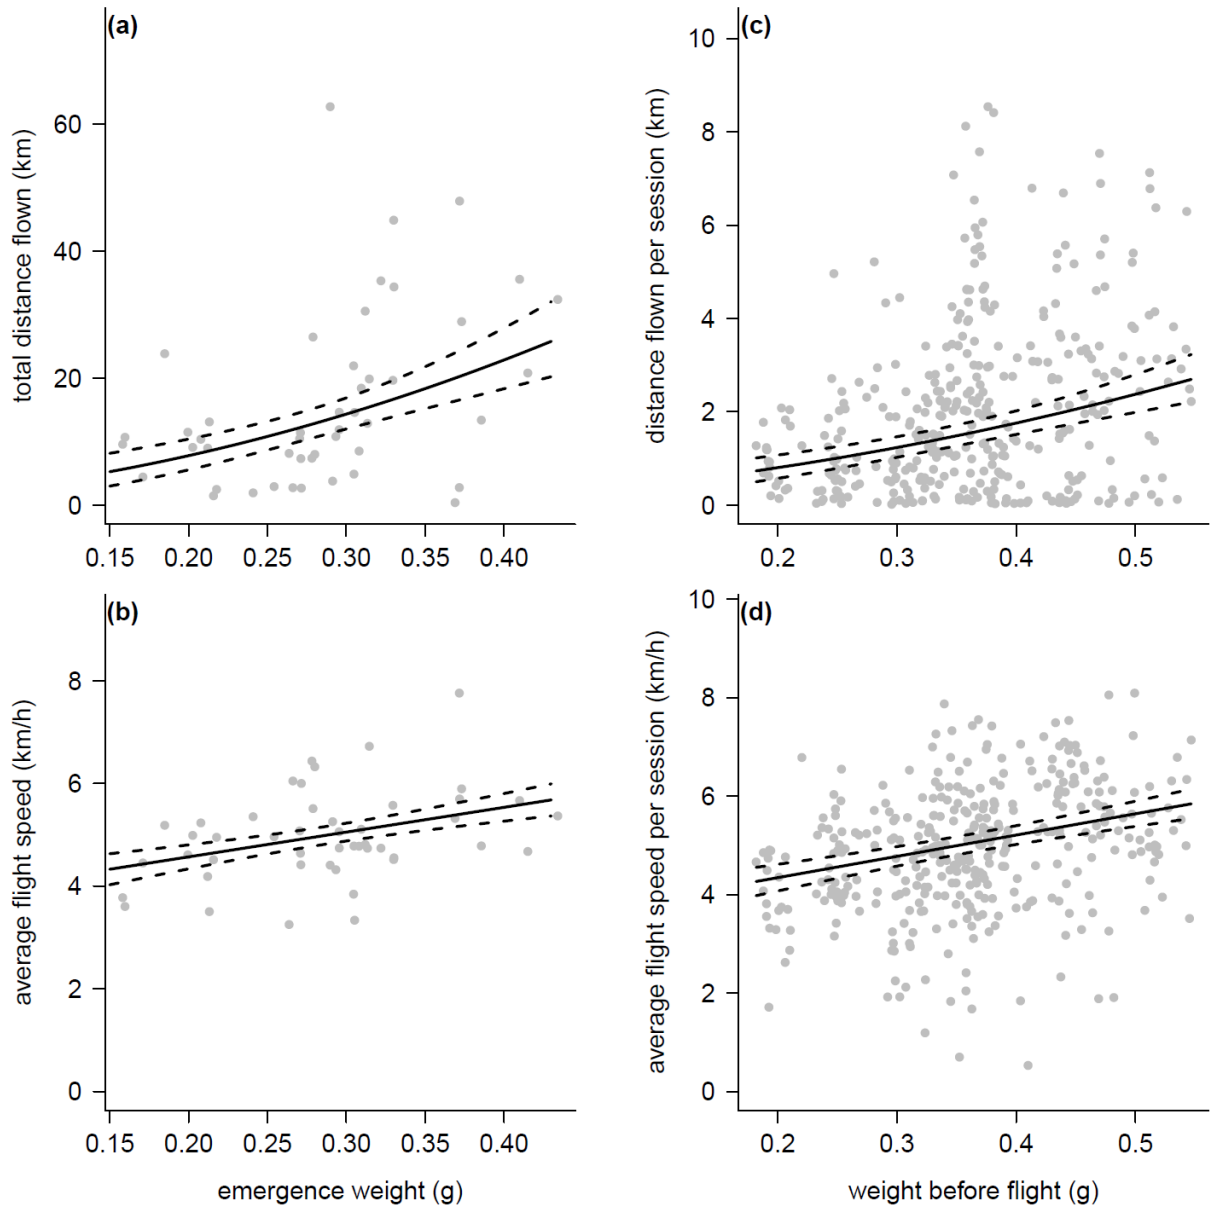 (a)
total distance flown (km)
60
40
20
0
0.15 0.20 0.25 0.30 0.35 0.40
(c)
distance flown per session (km)
10
8
6
4
2
0
0.2 0.3 0.4 0.5
(b)
average flight speed (km/h)
8
6
4
2
0
0.15 0.20 0.25 0.30 0.35 0.40
emergence weight (g)
(d)
average flight speed per session (km/h)
10
8
6
4
2
0
0.2 0.3 0.4 0.5
weight before flight (g)